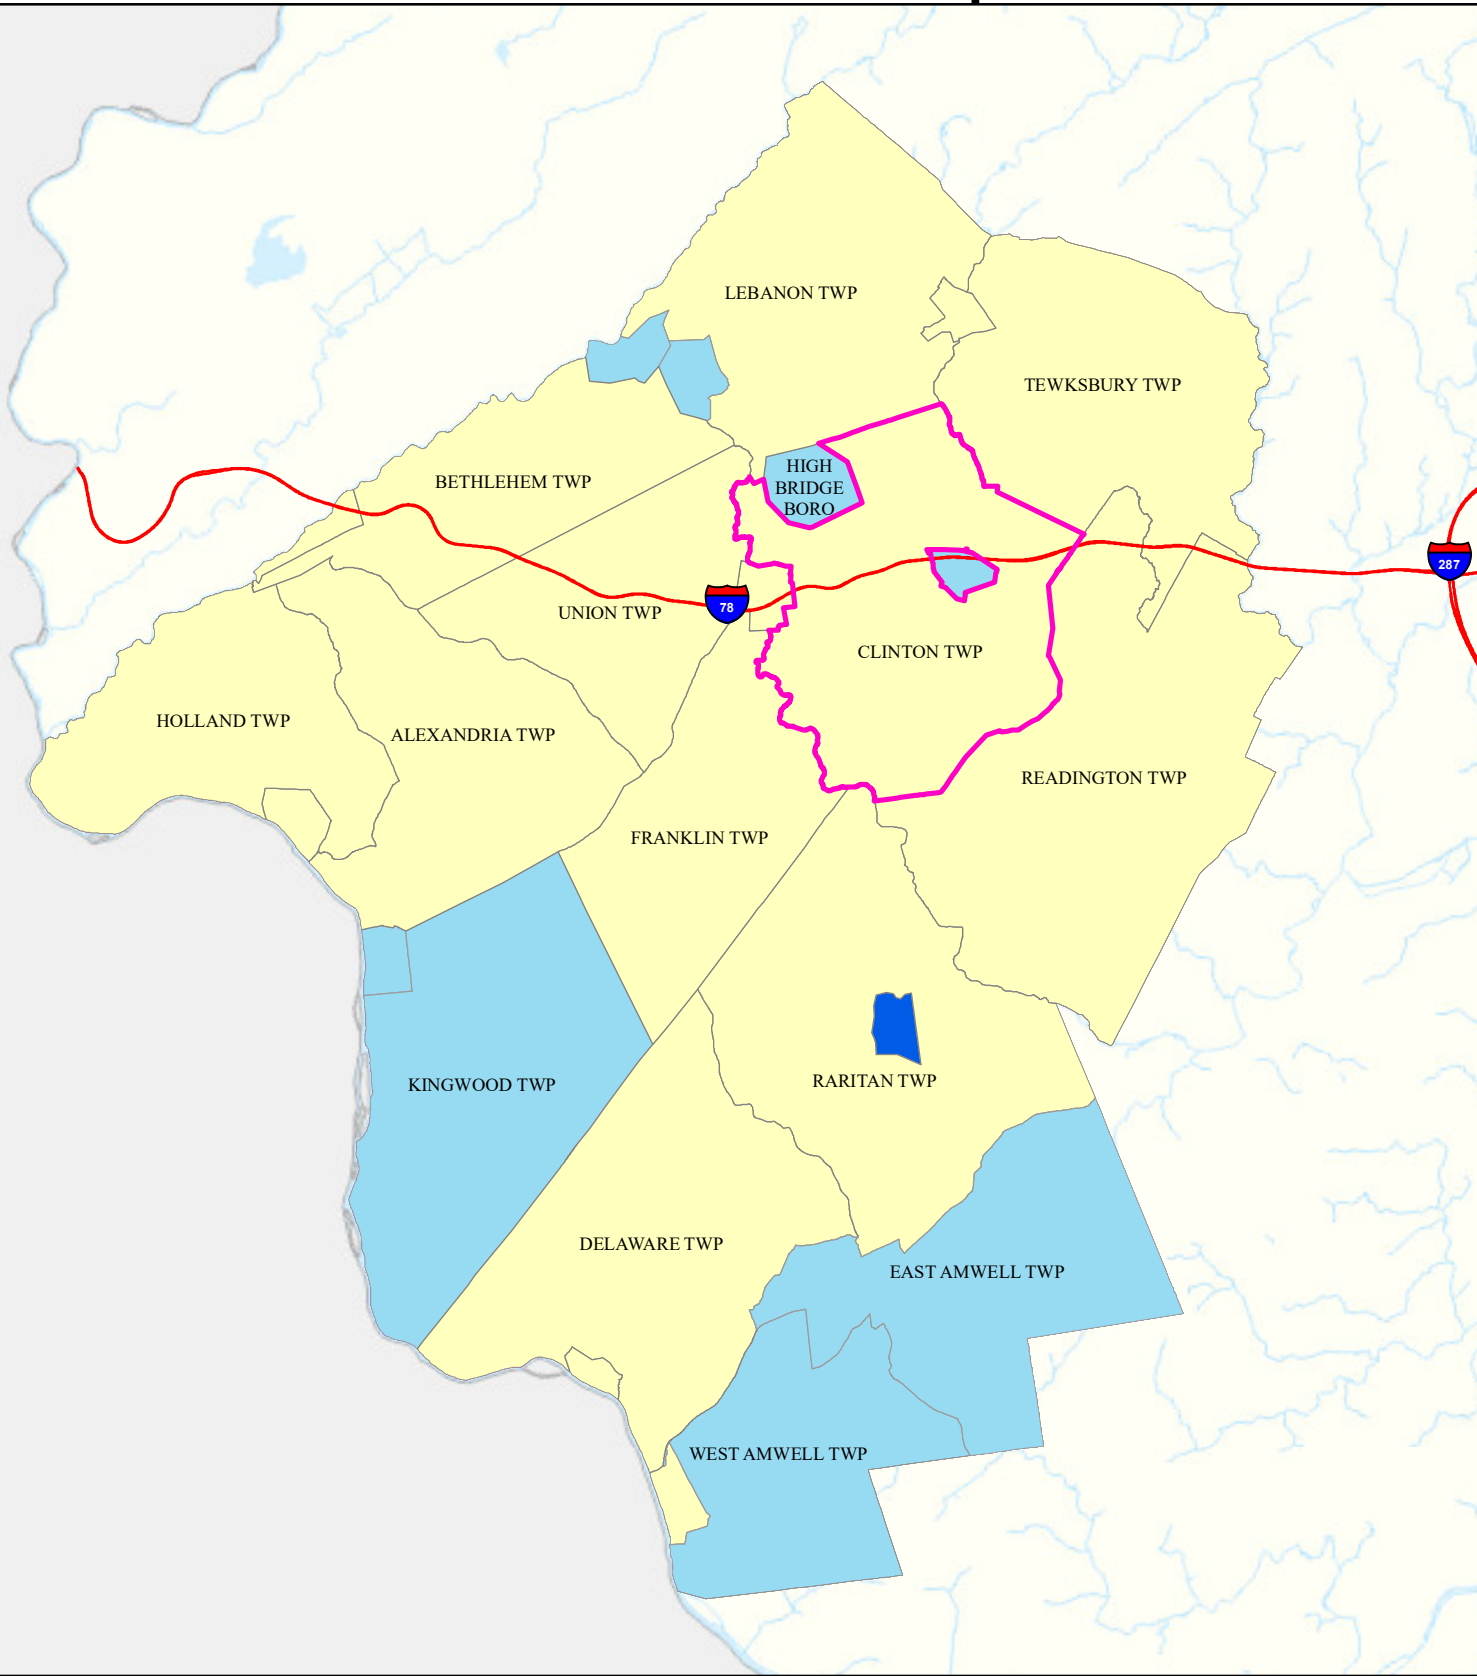 LEBANON TWP
TEWKSBURY TWP
HIGH
BRIDGE
BORO
BETHLEHEM TWP
287
78
UNION TWP
CLINTON TWP
HOLLAND TWP
ALEXANDRIA TWP
READINGTON TWP
FRANKLIN TWP
KINGWOOD TWP
RARITAN TWP
DELAWARE TWP
EAST AMWELL TWP
WEST AMWELL TWP